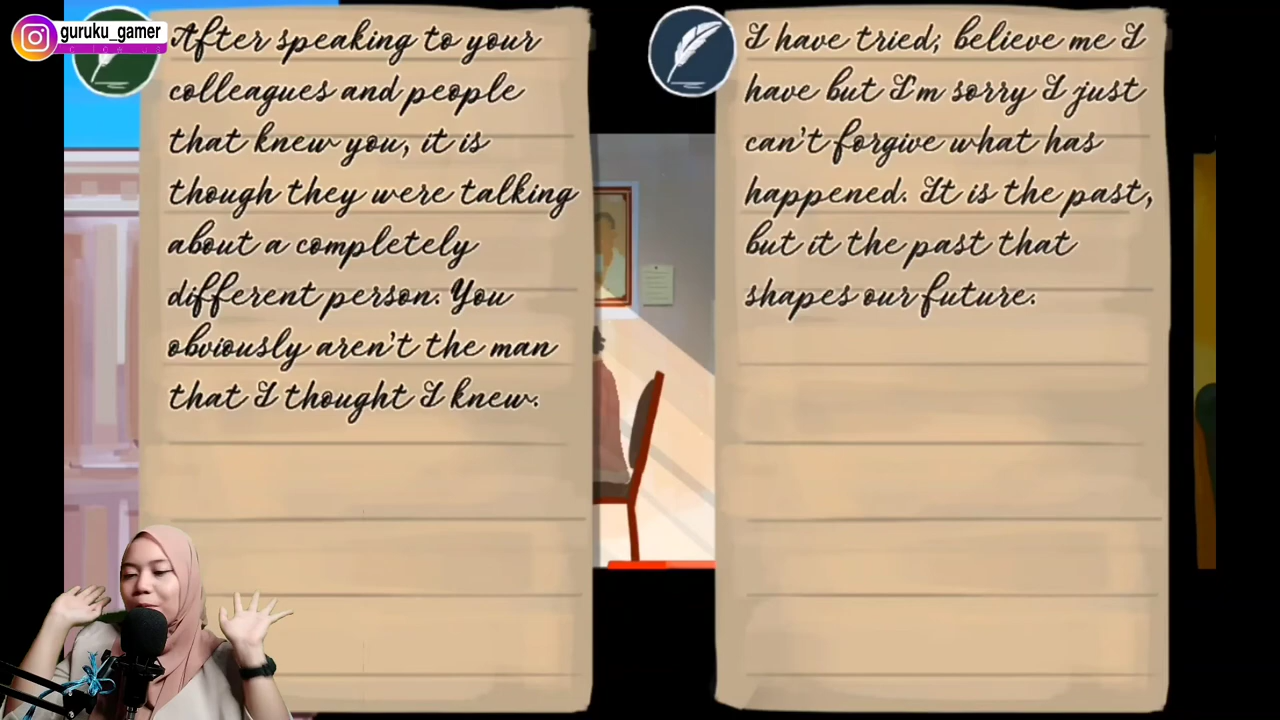 guruku_gamer
After speaking to your
colleagues and people
that knew you, it is
though they were talking
about a completely
different person. You
obviously aren't the man
that I thought I knew.
I have tried; believe me I
have but I'm sorry I just
can't forgive what has
happened. It is the past,
but it the past that
shapes our future.